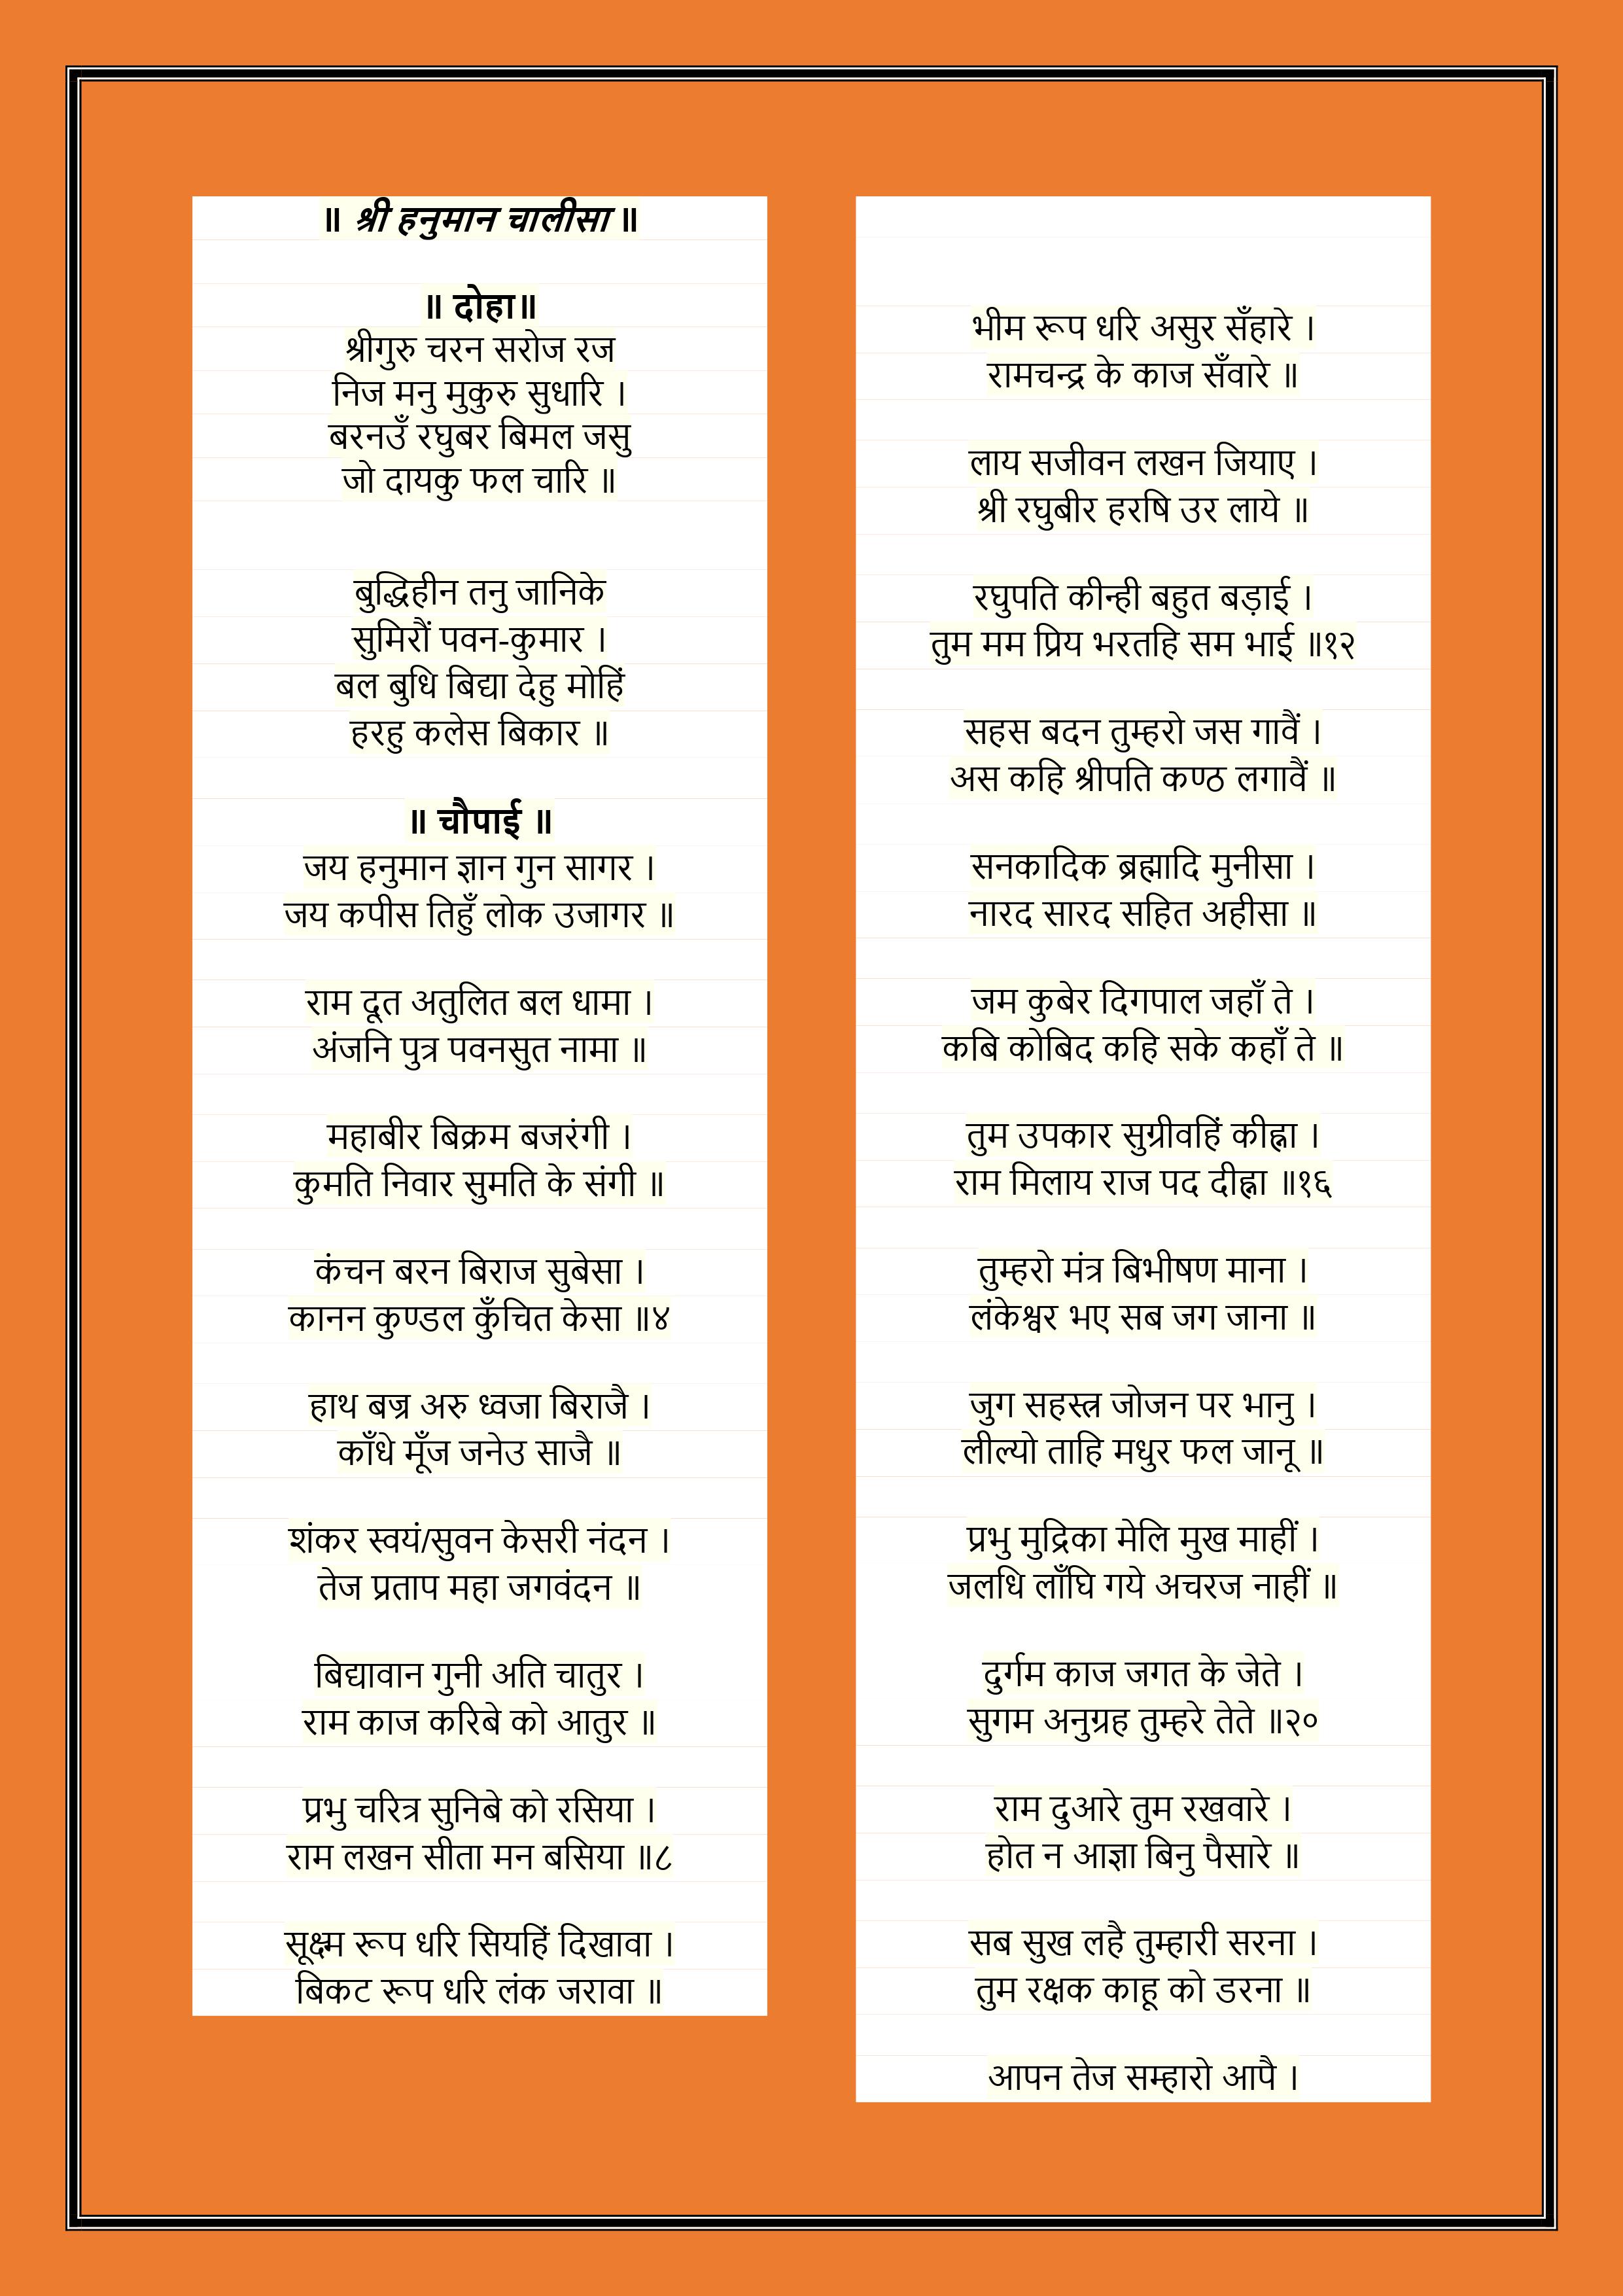 ॥ श्री हनुमान चालीसा ॥
॥ दोहा॥
श्रीगुरु चरन सरोज रज
निज मनु मुकुरु सुधारि ।
बरनउँ रघुबर बिमल जसु
जो दायकु फल चारि ॥
बुद्धिहीन तनु जानिके
सुमिरौं पवन-कुमार ।
बल बुधि बिद्या देहु मोहिं
हरहु कलेस बिकार ॥
॥ चौपाई ॥
जय हनुमान ज्ञान गुन सागर ।
जय कपीस तिहुँ लोक उजागर ॥
राम दूत अतुलित बल धामा ।
अंजनि पुत्र पवनसुत नामा ॥
महाबीर बिक्रम बजरंगी ।
कुमति निवार सुमति के संगी ॥
कंचन बरन बिराज सुबेसा ।
कानन कुण्डल कुँचित केसा ॥४
हाथ बज्र अरु ध्वजा बिराजै ।
काँधे मूँज जनेउ साजै ॥
शंकर स्वयं/सुवन केसरी नंदन ।
तेज प्रताप महा जगवंदन ॥
बिद्यावान गुनी अति चातुर ।
राम काज करिबे को आतुर ॥
प्रभु चरित्र सुनिबे को रसिया ।
राम लखन सीता मन बसिया ॥८
सूक्ष्म रूप धरि सियहिं दिखावा ।
बिकट रूप धरि लंक जरावा ॥
भीम रूप धरि असुर सँहारे ।
रामचन्द्र के काज सँवारे ॥
लाय सजीवन लखन जियाए ।
श्री रघुबीर हरषि उर लाये ॥
रघुपति कीन्ही बहुत बड़ाई ।
तुम मम प्रिय भरतहि सम भाई ॥१२
सहस बदन तुम्हरो जस गावैं ।
अस कहि श्रीपति कण्ठ लगावैं ॥
सनकादिक ब्रह्मादि मुनीसा ।
नारद सारद सहित अहीसा ॥
जम कुबेर दिगपाल जहाँ ते ।
कबि कोबिद कहि सके कहाँ ते ॥
तुम उपकार सुग्रीवहिं कीह्ना ।
राम मिलाय राज पद दीह्ना ॥१६
तुम्हरो मंत्र बिभीषण माना ।
लंकेश्वर भए सब जग जाना ॥
जुग सहस्त्र जोजन पर भानु ।
लील्यो ताहि मधुर फल जानू ॥
प्रभु मुद्रिका मेलि मुख माहीं ।
जलधि लाँघि गये अचरज नाहीं ॥
दुर्गम काज जगत के जेते ।
सुगम अनुग्रह तुम्हरे तेते ॥२०
राम दुआरे तुम रखवारे ।
होत न आज्ञा बिनु पैसारे ॥
सब सुख लहै तुम्हारी सरना ।
तुम रक्षक काहू को डरना ॥
आपन तेज सम्हारो आपै ।